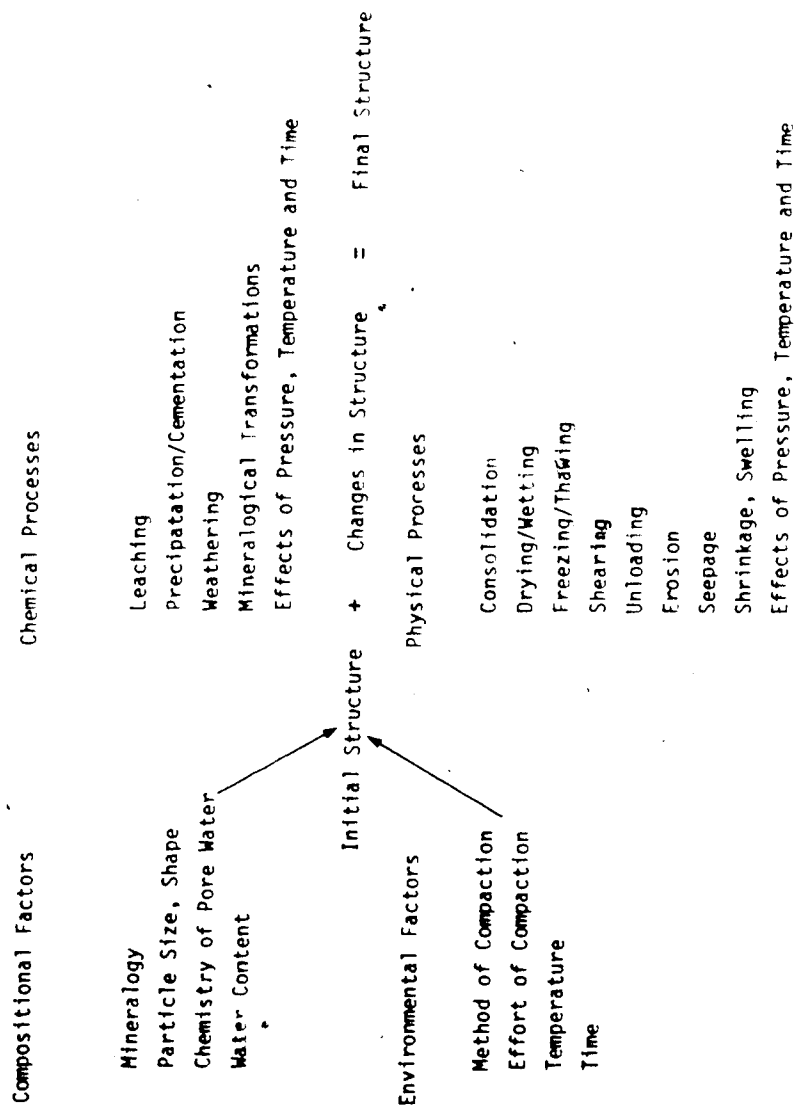 Compositional Factors
Mineralogy
Particle Size, Shape
Chemistry of Pore Water
Water Content
Environmental Factors
Method of Compaction
Effort of Compaction
Temperature
Time
Chemical Processes
Leaching
Precipatation/Cementation
Weathering
Mineralogical Transformations
Effects of Pressure, Temperature and Time
Initial Structure + Changes in Structure = Final Structure
Physical Processes
Consolidation
Drying/Wetting
Freezing/Thawing
Shearing
Unloading
Erosion
Seepage
Shrinkage, Swelling
Effects of Pressure, Temperature and Time